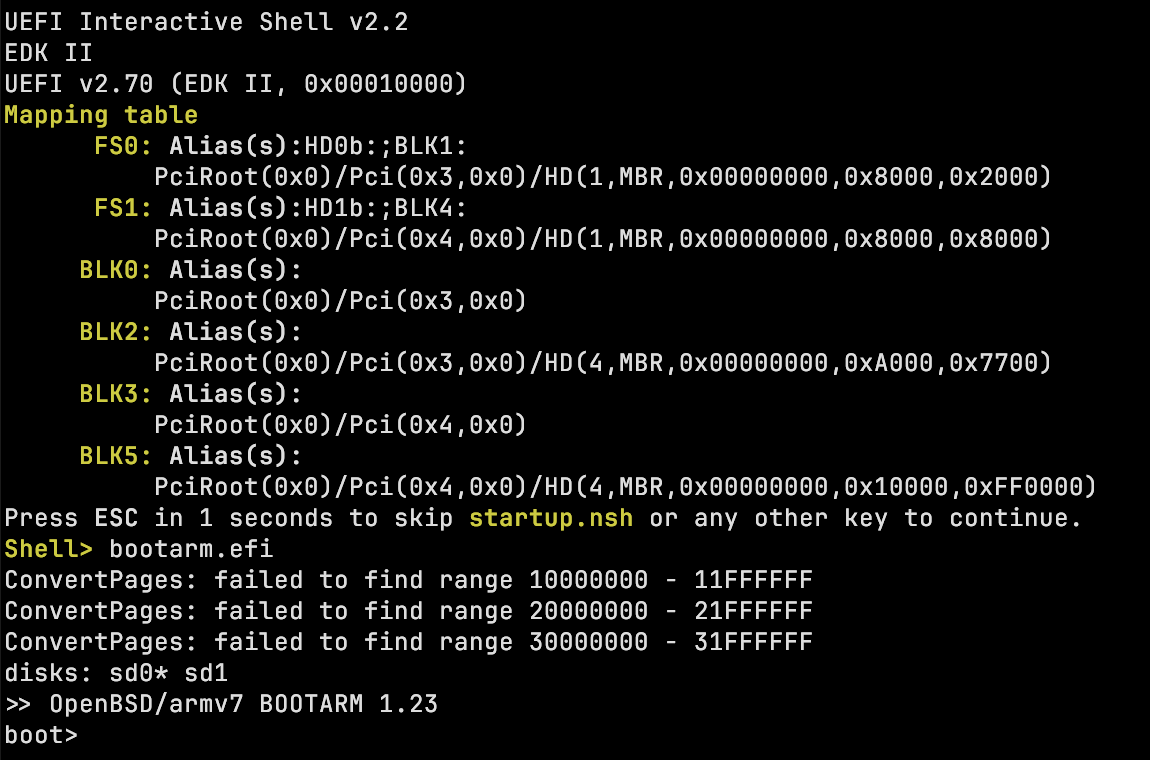 UEFI Interactive Shell v2.2
EDK II
UEFI v2.70 (EDK II, 0x00010000)
Mapping table
FS0: Alias(s):HD0b:;BLK1:
PciRoot(0x0)/Pci(0x3,0x0)/HD(1,MBR,0x00000000,0x8000,0x2000)
FS1: Alias(s):HD1b:;BLK4:
PciRoot(0x0)/Pci(0x4,0x0)/HD(1,MBR,0x00000000,0x8000,0x8000)
BLK0: Alias(s):
PciRoot(0x0)/Pci(0x3,0x0)
BLK2: Alias(s):
PciRoot(0x0)/Pci(0x3,0x0)/HD(4,MBR,0x00000000,0xA000,0x7700)
BLK3: Alias(s):
PciRoot(0x0)/Pci(0x4,0x0)
BLK5: Alias(s):
PciRoot(0x0)/Pci(0x4,0x0)/HD(4,MBR,0x00000000,0x10000,0xFF0000)
Press ESC in 1 seconds to skip startup.nsh or any other key to continue.
Shell> bootarm.efi
ConvertPages: failed to find range 10000000 - 11FFFFFF
ConvertPages: failed to find range 20000000 - 21FFFFFF
ConvertPages: failed to find range 30000000 - 31FFFFFF
disks: sd0* sd1
>> OpenBSD/armv7 BOOTARM 1.23
boot>